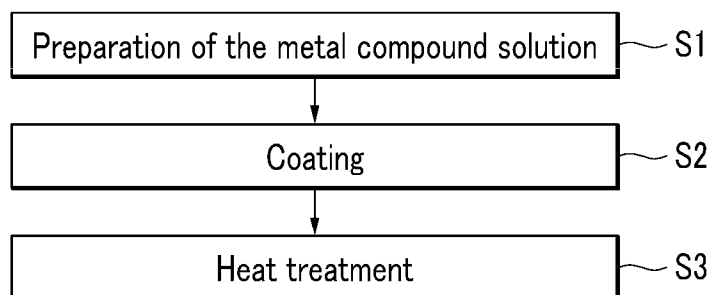 Preparation of the metal compound solution S1
Coating S2
Heat treatment S3